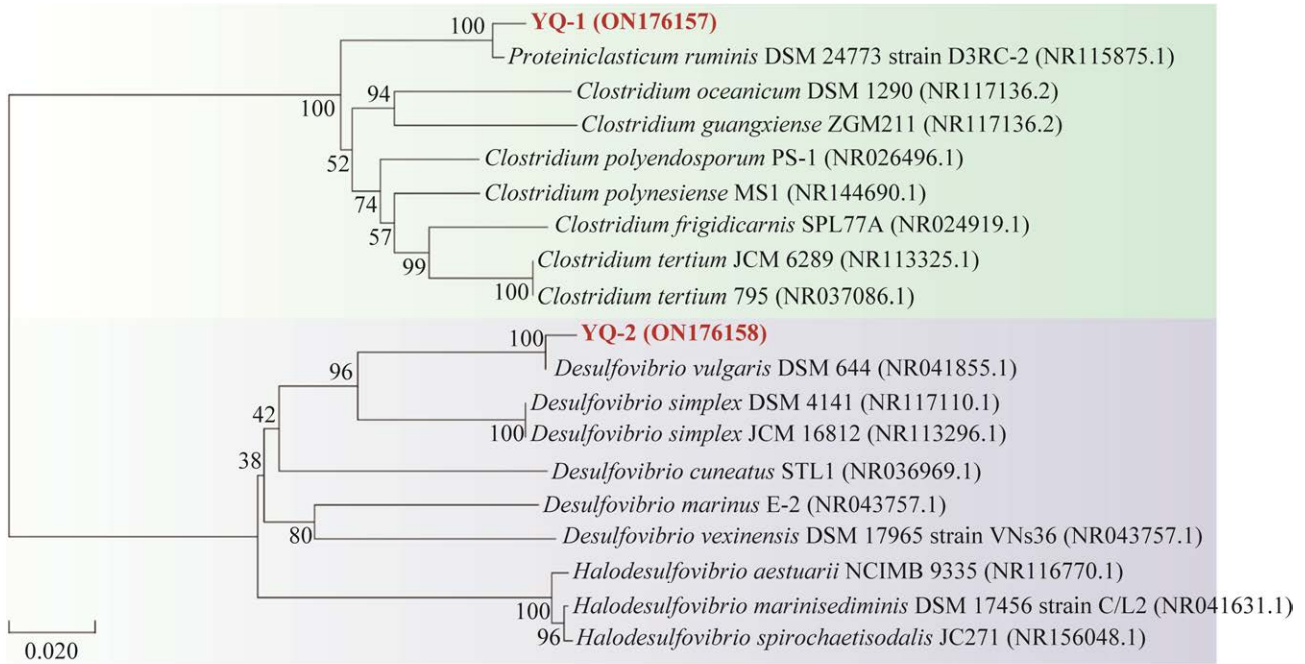 100 YQ-1 (ON176157)
Proteiniclasticum ruminis DSM 24773 strain D3RC-2 (NR115875.1)
94 Clostridium oceanicum DSM 1290 (NR117136.2)
100
Clostridium guangxiense ZGM211 (NR117136.2)
52 Clostridium polyendosporum PS-1 (NR026496.1)
74 Clostridium polynesiense MS1 (NR144690.1)
57 Clostridium frigidicarnis SPL77A (NR024919.1)
99 Clostridium tertium JCM 6289 (NR113325.1)
100 Clostridium tertium 795 (NR037086.1)
100 YQ-2 (ON176158)
96 Desulfovibrio vulgaris DSM 644 (NR041855.1)
Desulfovibrio simplex DSM 4141 (NR117110.1)
42
100 Desulfovibrio simplex JCM 16812 (NR113296.1)
38
Desulfovibrio cuneatus STL1 (NR036969.1)
Desulfovibrio marinus E-2 (NR043757.1)
80 Desulfovibrio vexinensis DSM 17965 strain VNs36 (NR043757.1)
Halodesulfovibrio aestuarii NCIMB 9335 (NR116770.1)
100 Halodesulfovibrio marinisediminis DSM 17456 strain C/L2 (NR041631.1)
96 Halodesulfovibrio spirochaetisodalis JC271 (NR156048.1)
0.020